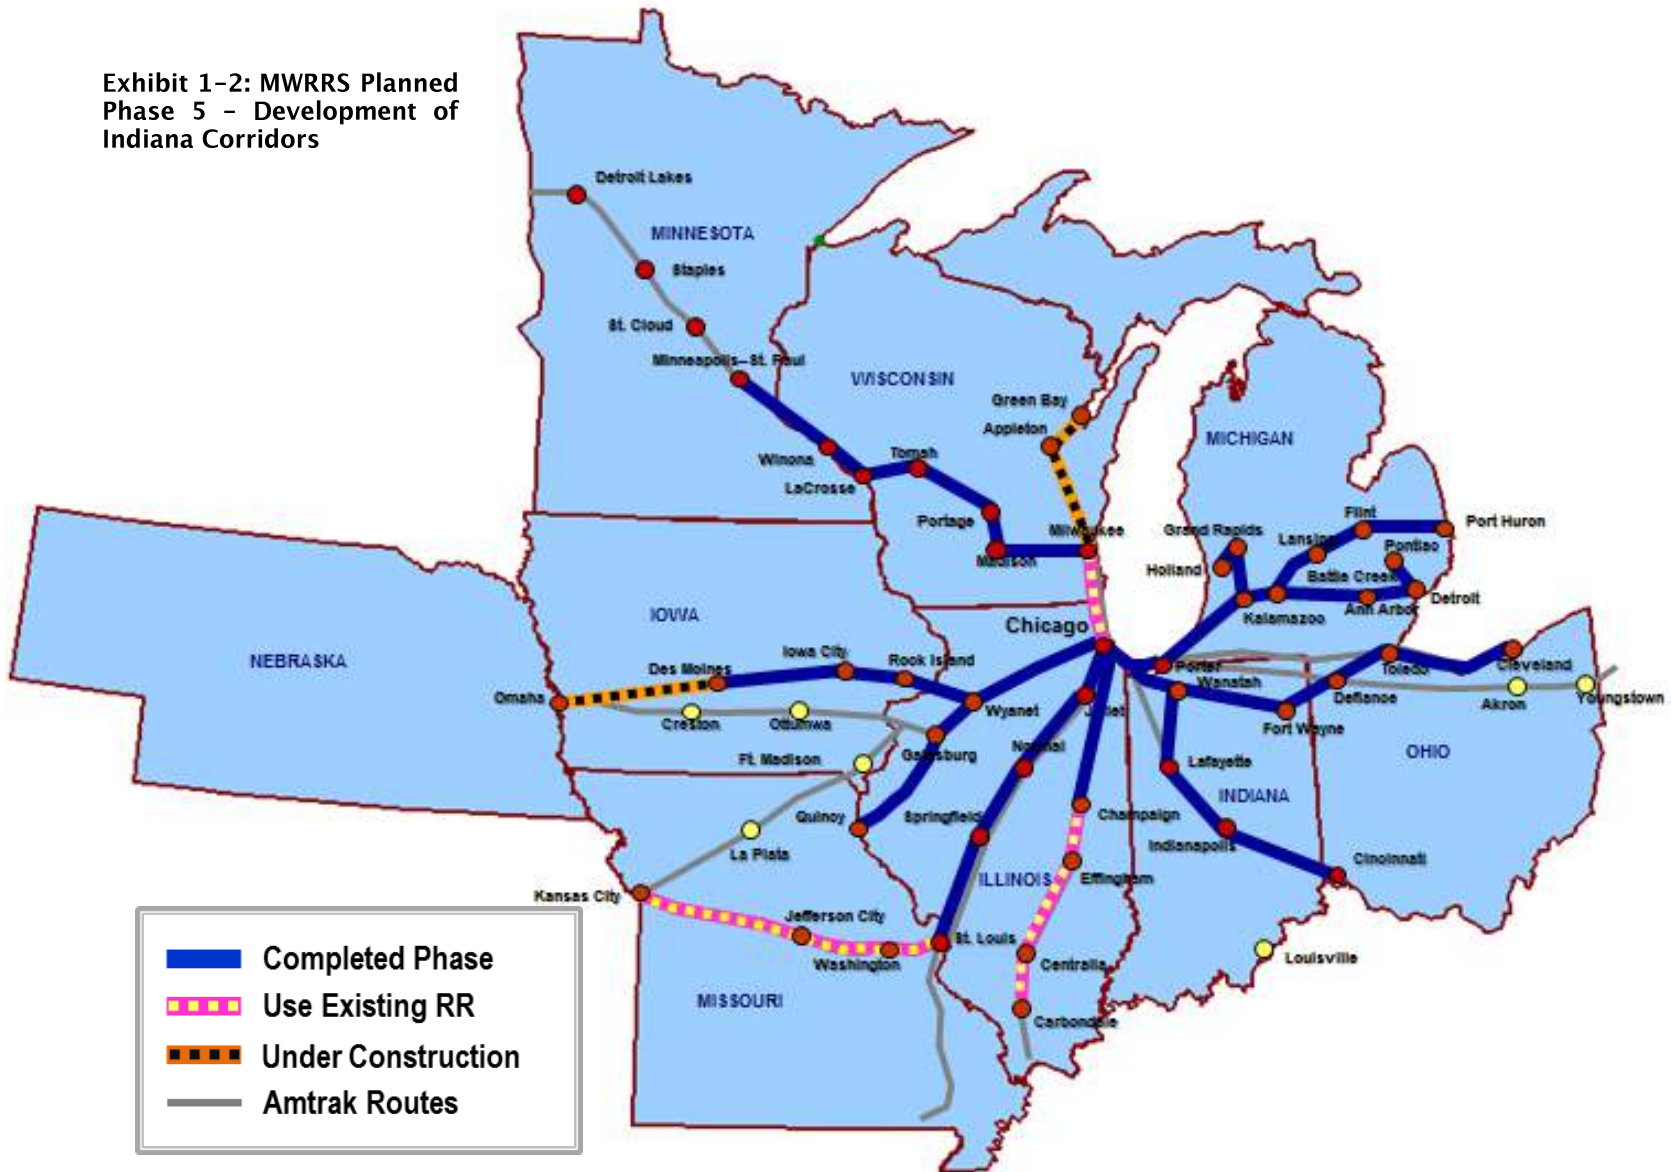 Exhibit 1-2: MWRRS Planned
Phase 5 - Development of
Indiana Corridors
Detroit Lakes
MINNESOTA
Staples
St. Cloud
Minneapolis-St. Paul
WISCONSIN
Green Bay
Appleton
MICHIGAN
Winona
Tomah
LaCrosse
Portage
Milwaukee
Madison
Grand Rapids
Flint
Port Huron
Lansing
Pontiac
Holland
Battle Creek
Detroit
Ann Arbor
Kalamazoo
IOWA
Chicago
NEBRASKA
Iowa City
Rock Island
Des Moines
Omaha
Porter
Wanatah
Toledo
Cleveland
Defiance
Akron
Youngstown
Wyanet
Joliet
Creston
Ottumwa
Fort Wayne
Galesburg
Normal
Ft. Madison
Lafayette
OHIO
INDIANA
Quincy
Springfield
Champaign
Indianapolis
La Plata
Cincinnati
ILLINOIS
Effingham
Kansas City
Jefferson City
St. Louis
Washington
Centralia
Louisville
MISSOURI
Carbondale
Completed Phase
Use Existing RR
Under Construction
Amtrak Routes